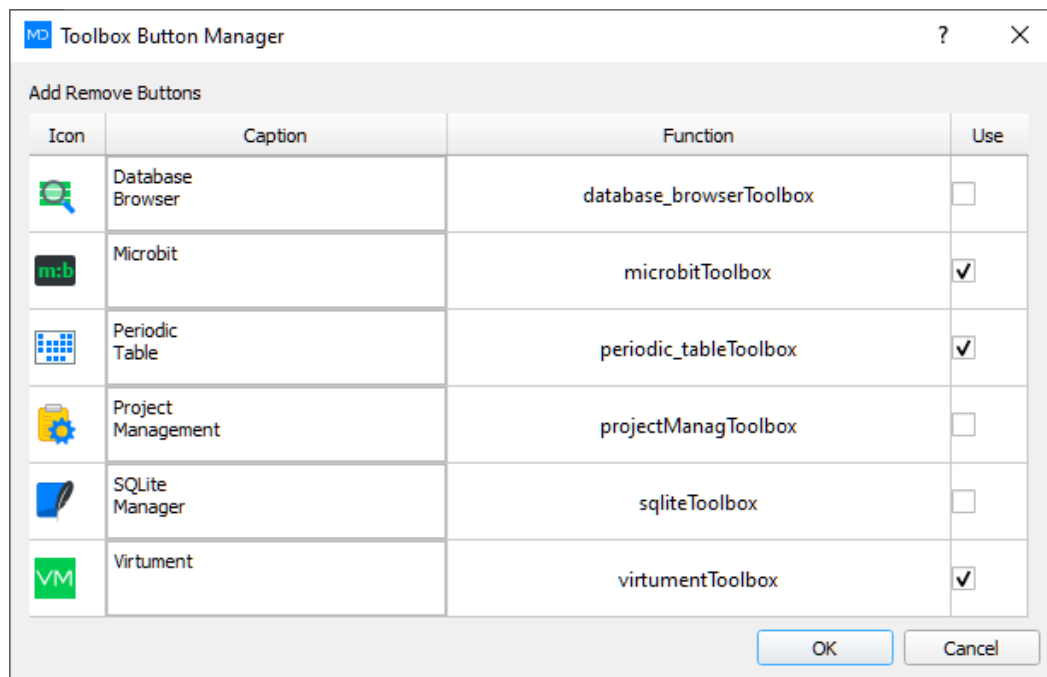 MD Toolbox Button Manager ?
Add Remove Buttons
Icon Caption Function Use
Database
Browser
database_browserToolbox
m:b
Microbit
microbitToolbox
Periodic
Table
periodic_tableToolbox
Project
Management
projectManagToolbox
SQLite
Manager
sqliteToolbox
VM
Virtument
virtumentToolbox
OK Cancel